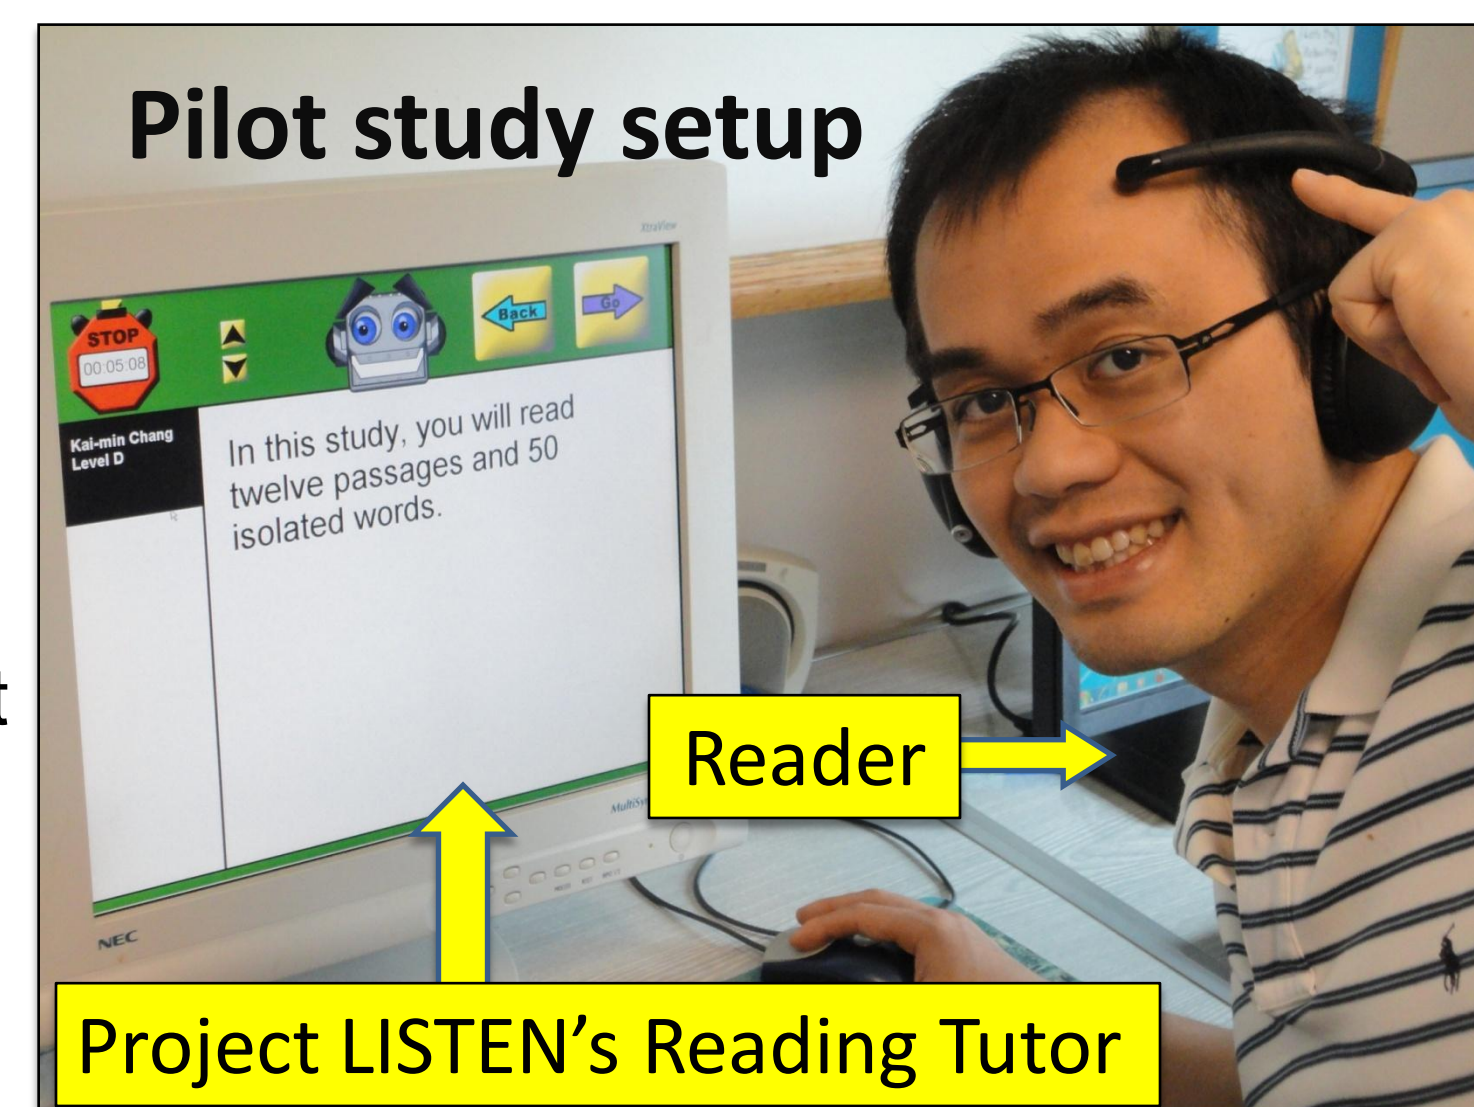 Pilot study setup
XtraView
STOP
00:05:08
Back
Go
Kai-min Chang
Level D
In this study, you will read
twelve passages and 50
isolated words.
t
Reader
NEC
Project LISTEN’s Reading Tutor